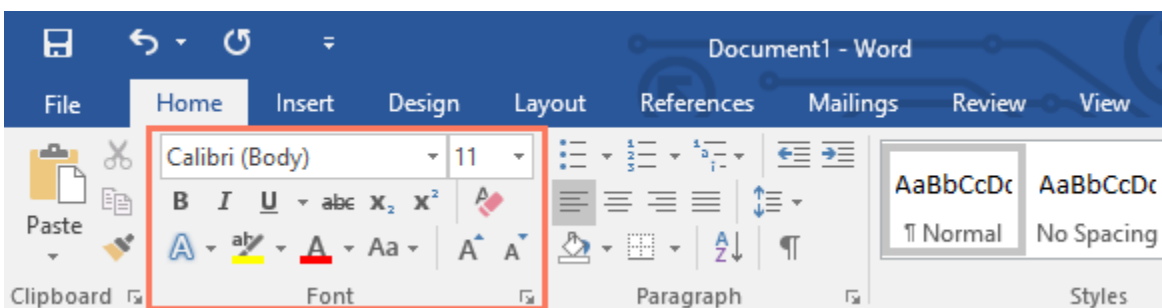 Document1 - Word
File Home Insert Design Layout References Mailings Review View
Paste
Calibri (Body) 11
B I U abc X₂ X²
A aby A Aa A A
A Z
AaBbCcDc AaBbCcDc
¶ Normal No Spacing
Clipboard Font Paragraph Styles